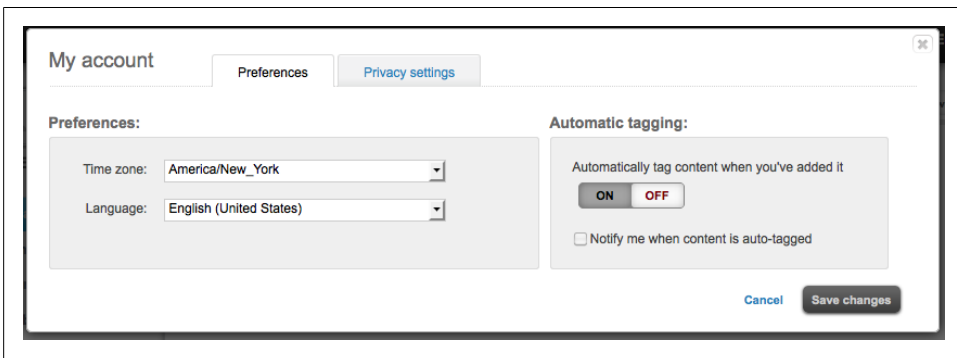 My account
Preferences
Privacy settings
Preferences:
Time zone: America/New_York
Language: English (United States)
Automatic tagging:
Automatically tag content when you've added it
ON OFF
Notify me when content is auto-tagged
Cancel Save changes